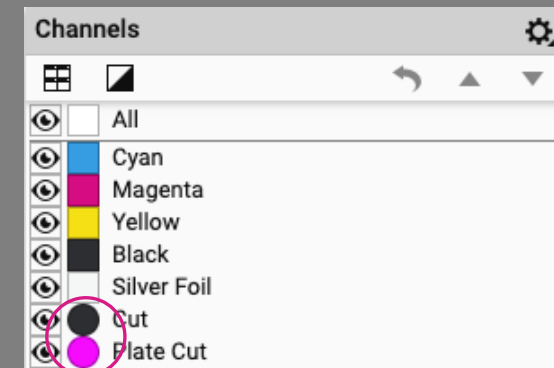 Channels
All
Cyan
Magenta
Yellow
Black
Silver Foil
Cut
Plate Cut